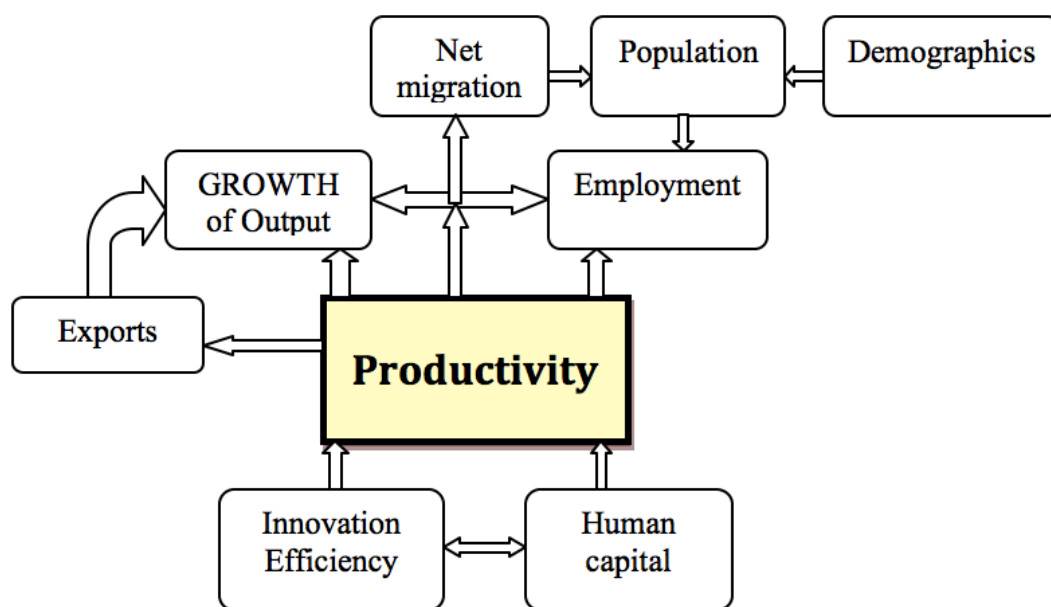 Net
migration
Population
Demographics
GROWTH
of Output
Employment
Exports
Productivity
Innovation
Efficiency
Human
capital